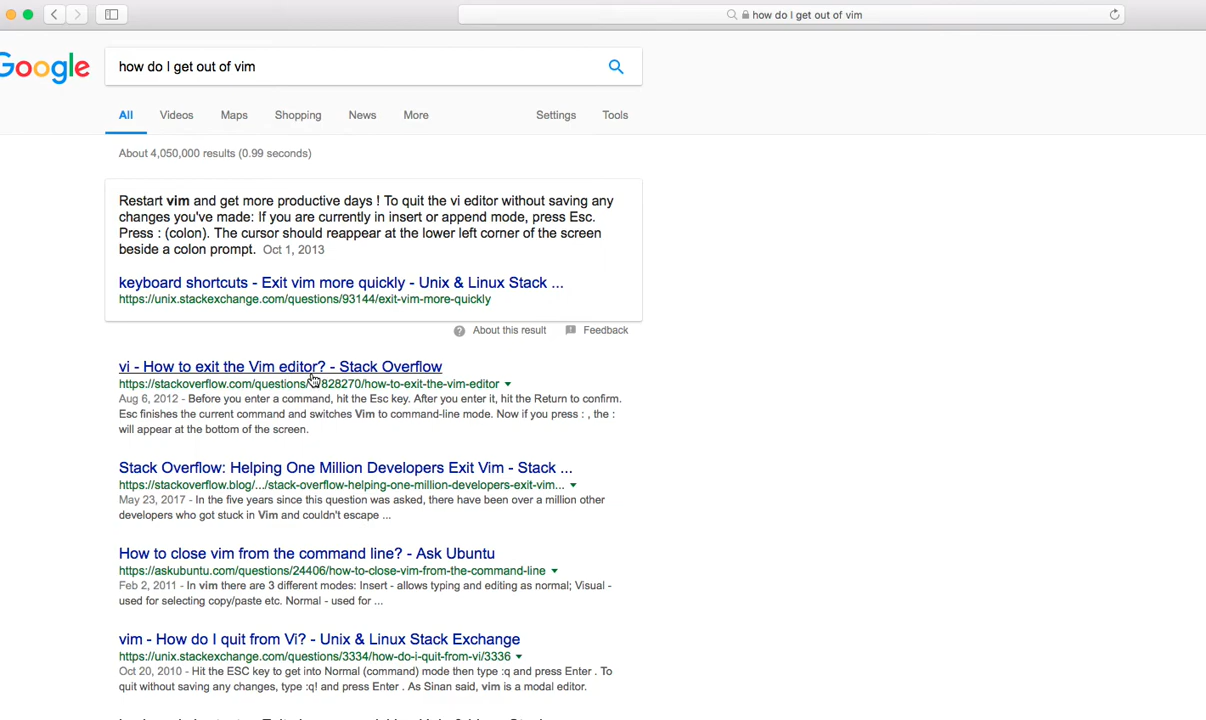 how do I get out of vim
Google
how do I get out of vim
All Videos Maps Shopping News More Settings Tools
About 4,050,000 results (0.99 seconds)
Restart vim and get more productive days ! To quit the vi editor without saving any
changes you've made: If you are currently in insert or append mode, press Esc.
Press : (colon). The cursor should reappear at the lower left corner of the screen
beside a colon prompt. Oct 1, 2013
keyboard shortcuts - Exit vim more quickly - Unix & Linux Stack ...
https://unix.stackexchange.com/questions/93144/exit-vim-more-quickly
About this result Feedback
vi - How to exit the Vim editor? - Stack Overflow
https://stackoverflow.com/questions/ 828270/how-to-exit-the-vim-editor
Aug 6, 2012 - Before you enter a command, hit the Esc key. After you enter it, hit the Return to confirm.
Esc finishes the current command and switches Vim to command-line mode. Now if you press : , the :
will appear at the bottom of the screen.
Stack Overflow: Helping One Million Developers Exit Vim - Stack ...
https://stackoverflow.blog/.../stack-overflow-helping-one-million-developers-exit-vim...
May 23, 2017 - In the five years since this question was asked, there have been over a million other
developers who got stuck in Vim and couldn't escape ...
How to close vim from the command line? - Ask Ubuntu
https://askubuntu.com/questions/24406/how-to-close-vim-from-the-command-line
Feb 2, 2011 - In vim there are 3 different modes: Insert - allows typing and editing as normal; Visual -
used for selecting copy/paste etc. Normal - used for ...
vim - How do I quit from Vi? - Unix & Linux Stack Exchange
https://unix.stackexchange.com/questions/3334/how-do-i-quit-from-vi/3336
Oct 20, 2010 - Hit the ESC key to get into Normal (command) mode then type :q and press Enter . To
quit without saving any changes, type :q! and press Enter . As Sinan said, vim is a modal editor.